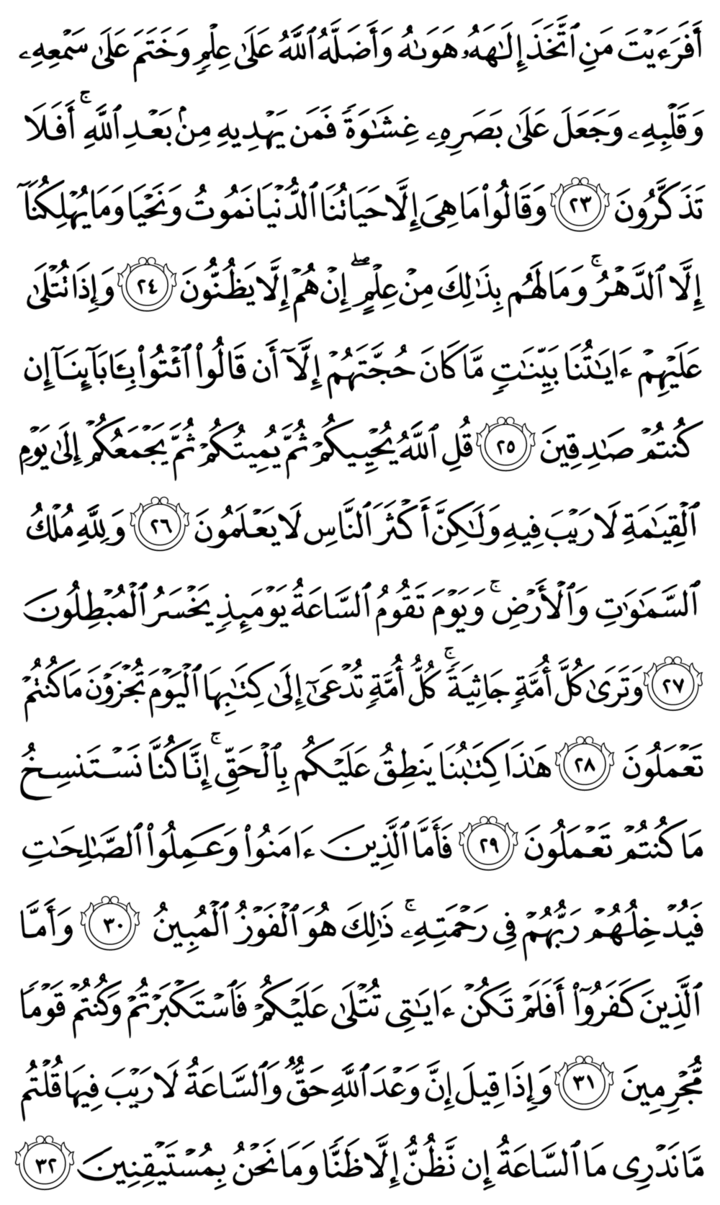 أَفَرَءَيْتَ مَنِ ٱتَّخَذَ إِلَٰهَهُۥ هَوَىٰهُ وَأَضَلَّهُ ٱللَّهُ عَلَىٰ عِلْمٍ وَخَتَمَ عَلَىٰ سَمْعِهِۦ
وَقَلْبِهِۦ وَجَعَلَ عَلَىٰ بَصَرِهِۦ غِشَٰوَةً فَمَن يَهْدِيهِ مِنۢ بَعْدِ ٱللَّهِ ۚ أَفَلَا
تَذَكَّرُونَ ٢٣ وَقَالُوا۟ مَا هِىَ إِلَّا حَيَاتُنَا ٱلدُّنْيَا نَمُوتُ وَنَحْيَا وَمَا يُهْلِكُنَآ
إِلَّا ٱلدَّهْرُ ۚ وَمَا لَهُم بِذَٰلِكَ مِنْ عِلْمٍ ۖ إِنْ هُمْ إِلَّا يَظُنُّونَ ٢٤ وَإِذَا تُتْلَىٰ
عَلَيْهِمْ ءَايَٰتُنَا بَيِّنَٰتٍ مَّا كَانَ حُجَّتَهُمْ إِلَّآ أَن قَالُوا۟ ٱئْتُوا۟ بِـَٔابَآئِنَآ إِن
كُنتُمْ صَٰدِقِينَ ٢٥ قُلِ ٱللَّهُ يُحْيِيكُمْ ثُمَّ يُمِيتُكُمْ ثُمَّ يَجْمَعُكُمْ إِلَىٰ يَوْمِ
ٱلْقِيَٰمَةِ لَا رَيْبَ فِيهِ وَلَٰكِنَّ أَكْثَرَ ٱلنَّاسِ لَا يَعْلَمُونَ ٢٦ وَلِلَّهِ مُلْكُ
ٱلسَّمَٰوَٰتِ وَٱلْأَرْضِ ۚ وَيَوْمَ تَقُومُ ٱلسَّاعَةُ يَوْمَئِذٍ يَخْسَرُ ٱلْمُبْطِلُونَ
٢٧ وَتَرَىٰ كُلَّ أُمَّةٍ جَاثِيَةً ۚ كُلُّ أُمَّةٍ تُدْعَىٰٓ إِلَىٰ كِتَٰبِهَا ٱلْيَوْمَ تُجْزَوْنَ مَا كُنتُمْ
تَعْمَلُونَ ٢٨ هَٰذَا كِتَٰبُنَا يَنطِقُ عَلَيْكُم بِٱلْحَقِّ ۚ إِنَّا كُنَّا نَسْتَنسِخُ
مَا كُنتُمْ تَعْمَلُونَ ٢٩ فَأَمَّا ٱلَّذِينَ ءَامَنُوا۟ وَعَمِلُوا۟ ٱلصَّٰلِحَٰتِ
فَيُدْخِلُهُمْ رَبُّهُمْ فِى رَحْمَتِهِۦ ۚ ذَٰلِكَ هُوَ ٱلْفَوْزُ ٱلْمُبِينُ ٣٠ وَأَمَّا
ٱلَّذِينَ كَفَرُوٓا۟ أَفَلَمْ تَكُنْ ءَايَٰتِى تُتْلَىٰ عَلَيْكُمْ فَٱسْتَكْبَرْتُمْ وَكُنتُمْ قَوْمًا
مُّجْرِمِينَ ٣١ وَإِذَا قِيلَ إِنَّ وَعْدَ ٱللَّهِ حَقٌّ وَٱلسَّاعَةُ لَا رَيْبَ فِيهَا قُلْتُم
مَّا نَدْرِى مَا ٱلسَّاعَةُ إِن نَّظُنُّ إِلَّا ظَنًّا وَمَا نَحْنُ بِمُسْتَيْقِنِينَ ٣٢